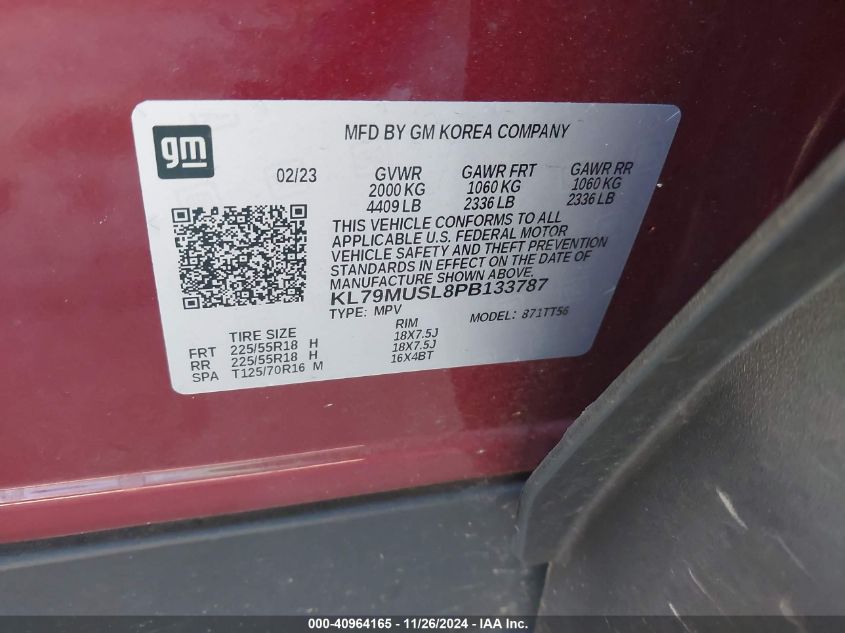 gm
MFD BY GM KOREA COMPANY
02/23
GVWR GAWR FRT GAWR RR
2000 KG 1060 KG 1060 KG
4409 LB 2336 LB 2336 LB
THIS VEHICLE CONFORMS TO ALL
APPLICABLE U.S. FEDERAL MOTOR
VEHICLE SAFETY AND THEFT PREVENTION
STANDARDS IN EFFECT ON THE DATE OF
MANUFACTURE SHOWN ABOVE.
KL79MUSL8PB133787
TYPE: MPV MODEL: 871TT56
TIRE SIZE RIM
FRT 225/55R18 H 18X7.5J
RR 225/55R18 H 18X7.5J
SPA T125/70R16 M 16X4BT
000-40964165 - 11/26/2024 - IAA Inc.